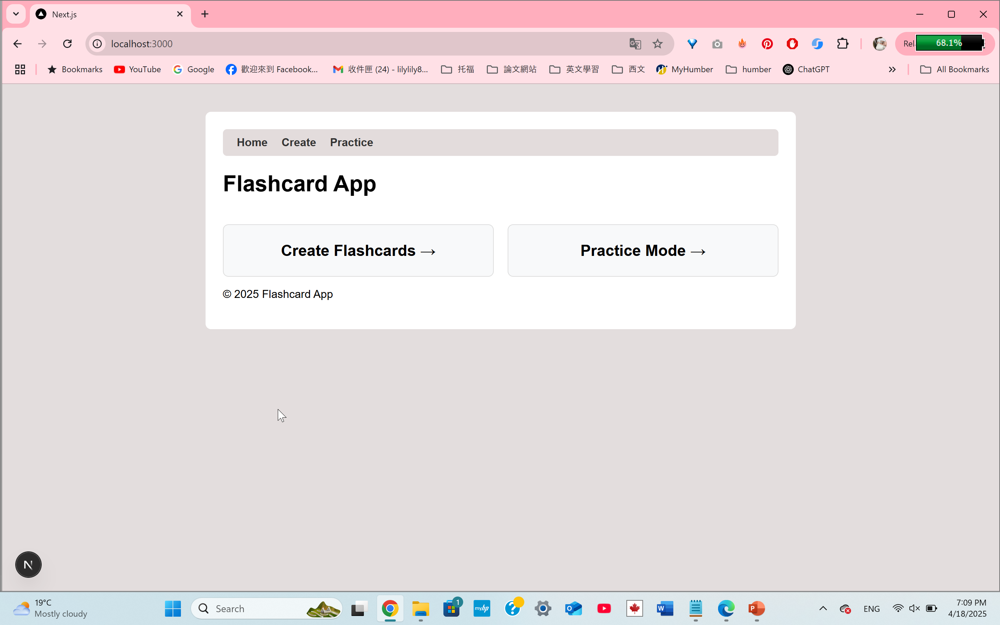 Next.js
localhost:3000
68.1%
Bookmarks
YouTube
Google
歡迎來到 Facebook...
收件匣 (24) - lilylily8...
托福
論文網站
英文學習
西文
MyHumber
humber
ChatGPT
All Bookmarks
Home Create Practice
Flashcard App
Create Flashcards →
Practice Mode →
© 2025 Flashcard App
N
19°C
Mostly cloudy
Search
1
myhp
ENG
7:09 PM
4/18/2025